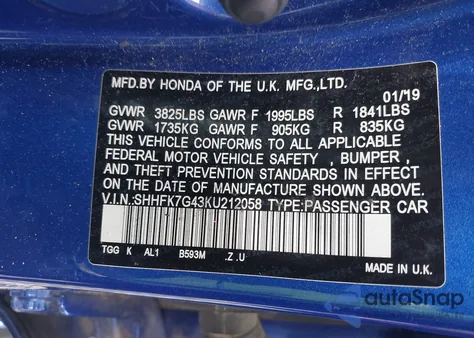 MFD.BY HONDA OF THE U.K. MFG.,LTD.
01/19
GVWR 3825LBS GAWR F 1995LBS R 1841LBS
GVWR 1735KG GAWR F 905KG R 835KG
THIS VEHICLE CONFORMS TO ALL APPLICABLE
FEDERAL MOTOR VEHICLE SAFETY , BUMPER ,
AND THEFT PREVENTION STANDARDS IN EFFECT
ON THE DATE OF MANUFACTURE SHOWN ABOVE.
V.I.N.:SHHFK7G43KU212058 TYPE:PASSENGER CAR
TGG K AL1 B593M .Z .U
MADE IN U.K.
autoSnap